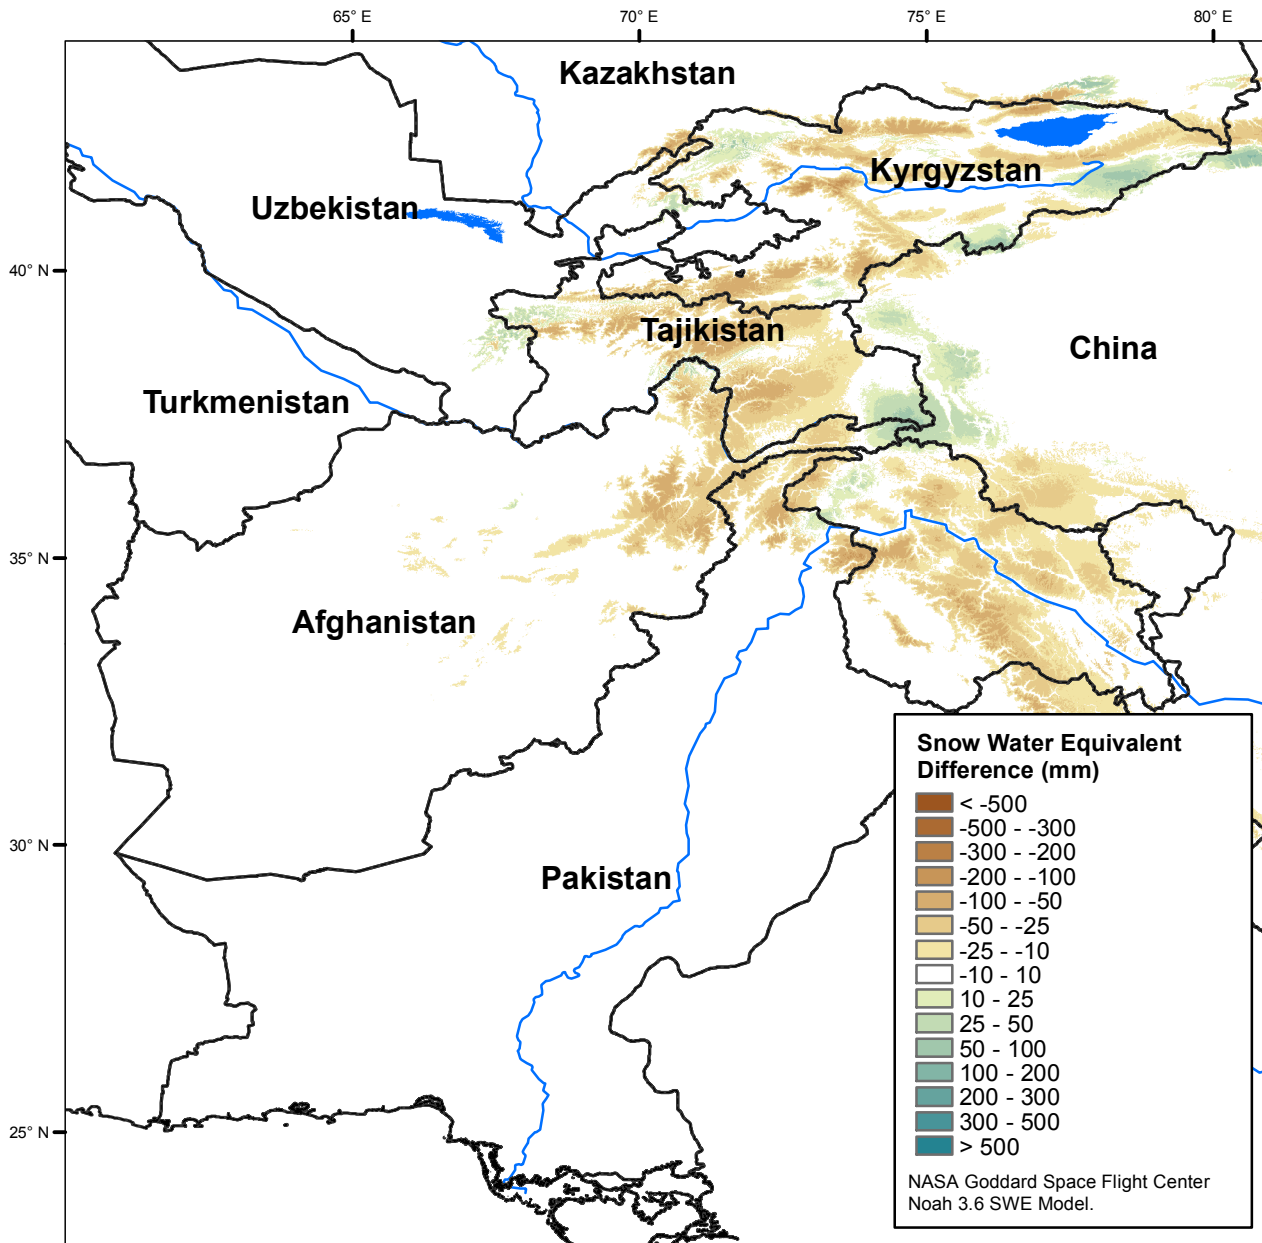 65° E
70° E
75° E
80° E
Kazakhstan
Kyrgyzstan
Uzbekistan
40° N
Tajikistan
China
Turkmenistan
35° N
Afghanistan
Snow Water Equivalent
Difference (mm)
< -500
-500 - -300
-300 - -200
-200 - -100
-100 - -50
-50 - -25
-25 - -10
-10 - 10
10 - 25
25 - 50
50 - 100
100 - 200
200 - 300
300 - 500
> 500
NASA Goddard Space Flight Center
Noah 3.6 SWE Model.
30° N
Pakistan
25° N